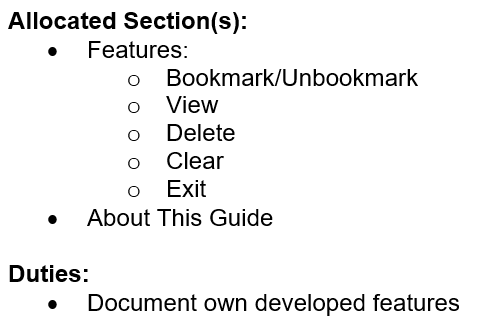 Allocated Section(s):
• Features:
o Bookmark/Unbookmark
o View
o Delete
o Clear
o Exit
• About This Guide
Duties:
• Document own developed features